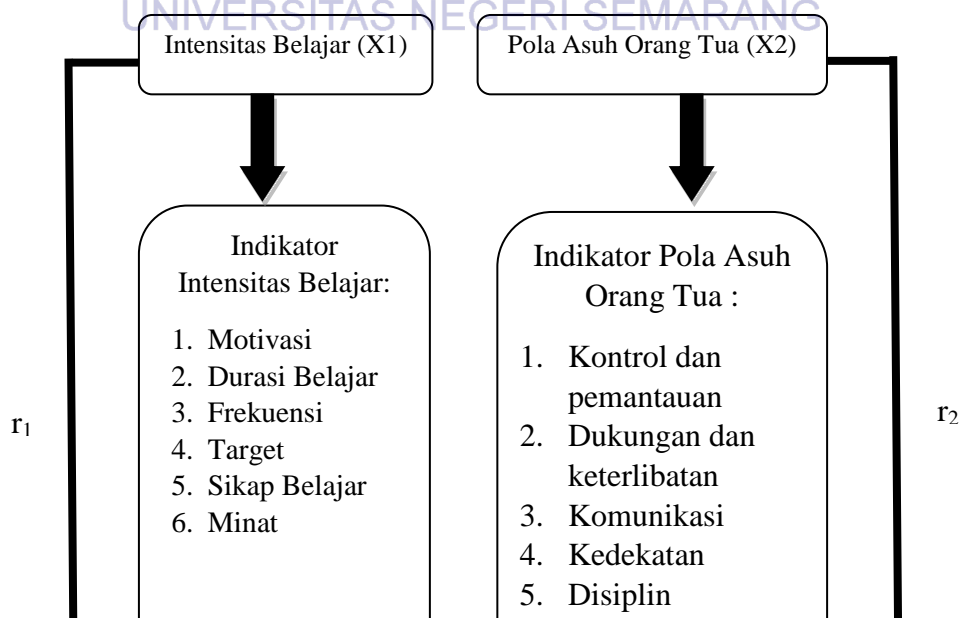 UNIVERSITAS NEGERI SEMARANG
Intensitas Belajar (X1)
Pola Asuh Orang Tua (X2)
Indikator
Intensitas Belajar:
1. Motivasi
2. Durasi Belajar
3. Frekuensi
4. Target
5. Sikap Belajar
6. Minat
Indikator Pola Asuh
Orang Tua :
1. Kontrol dan
pemantauan
2. Dukungan dan
keterlibatan
3. Komunikasi
4. Kedekatan
5. Disiplin
r₁
r₂